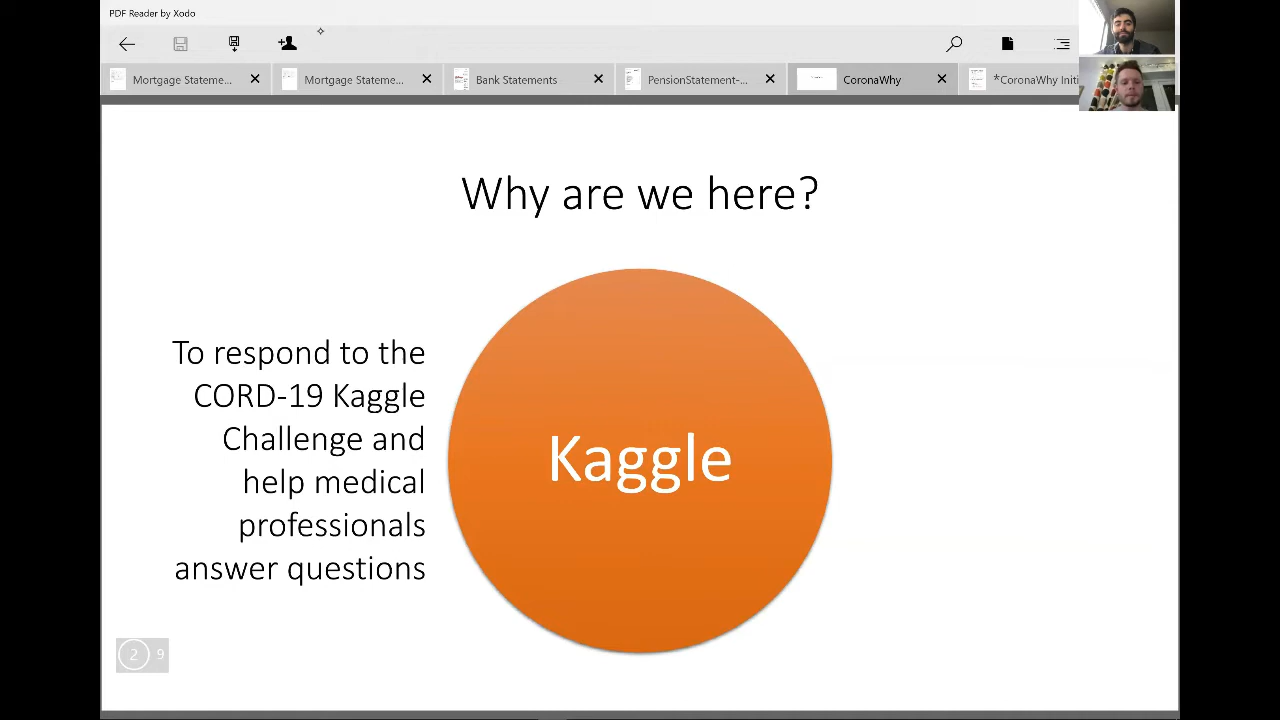 PDF Reader by Xodo
Mortgage Stateme...
Mortgage Stateme...
Bank Statements
PensionStatement-...
CoronaWhy
*CoronaWhy Initi
Why are we here?
To respond to the
CORD-19 Kaggle
Challenge and
help medical
professionals
answer questions
Kaggle
2 9